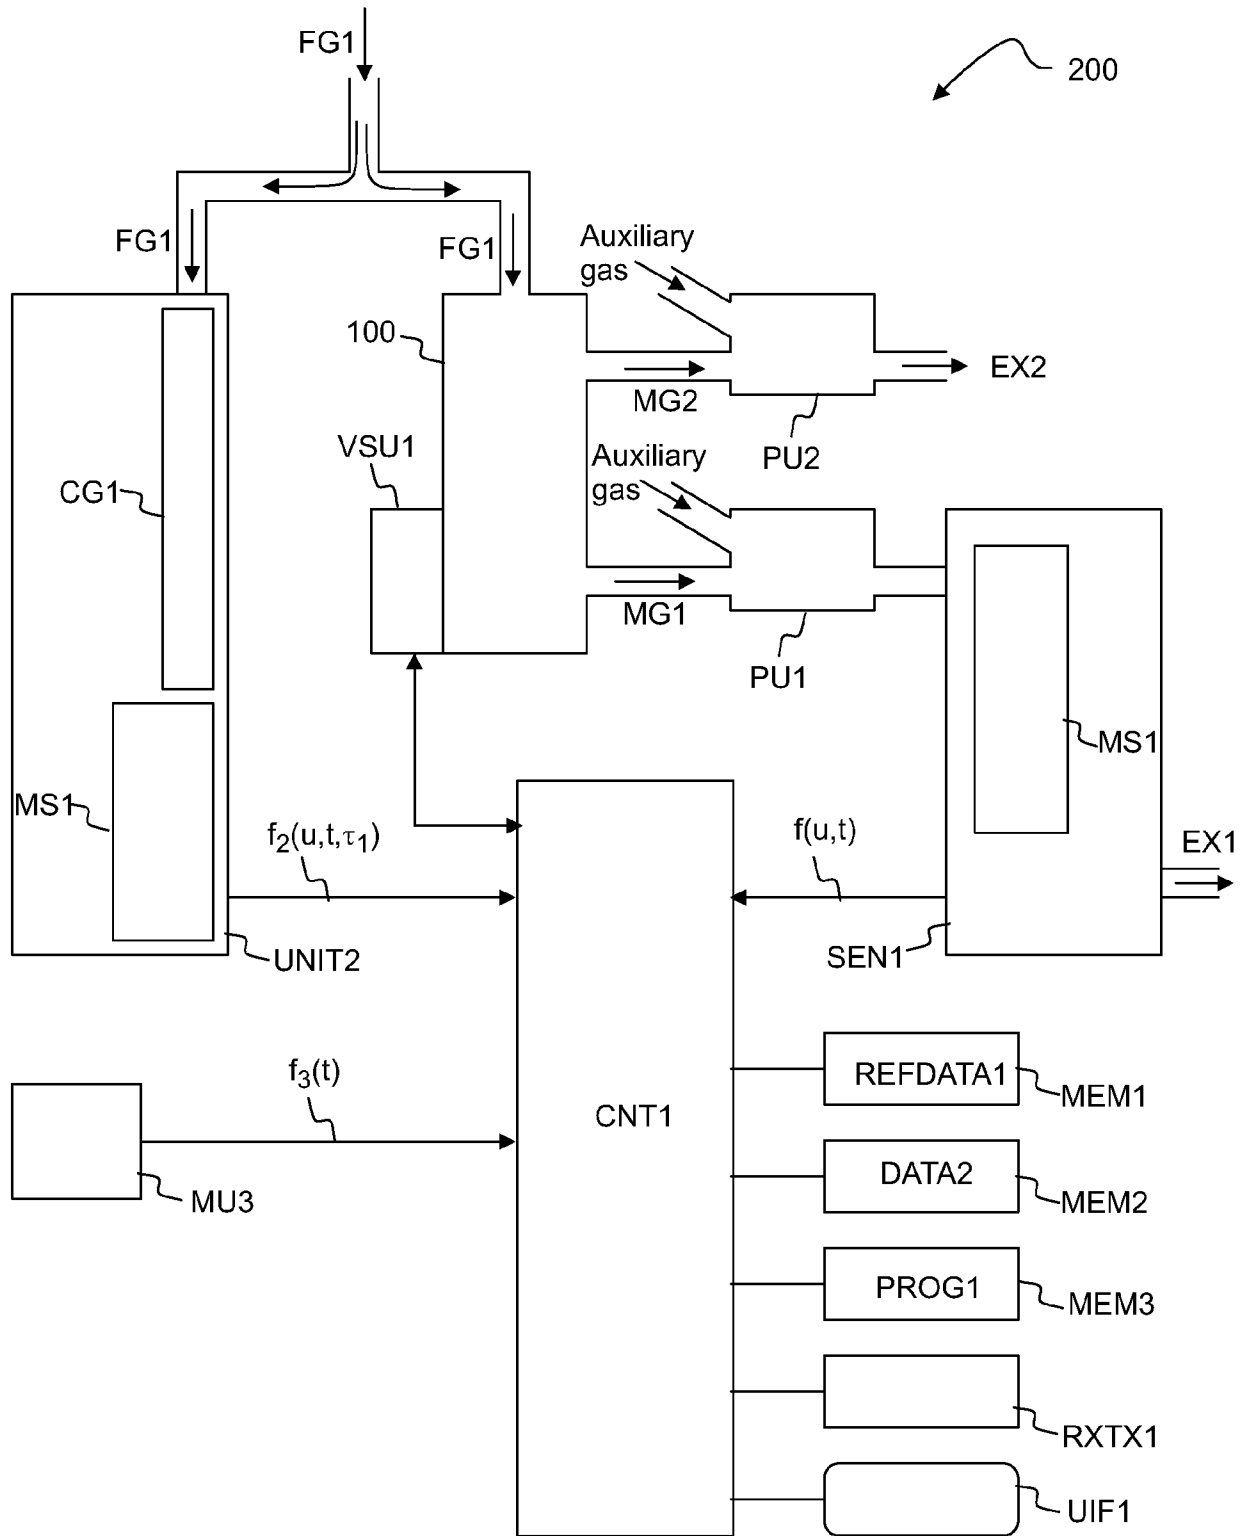 FG1
200
FG1
FG1
Auxiliary
gas
100
EX2
MG2
VSU1
PU2
Auxiliary
gas
CG1
MG1
PU1
MS1
MS1
f₂(u,t,τ₁)
f(u,t)
EX1
UNIT2
SEN1
f₃(t)
REFDATA1
MEM1
CNT1
DATA2
MU3
MEM2
PROG1
MEM3
RXTX1
UIF1